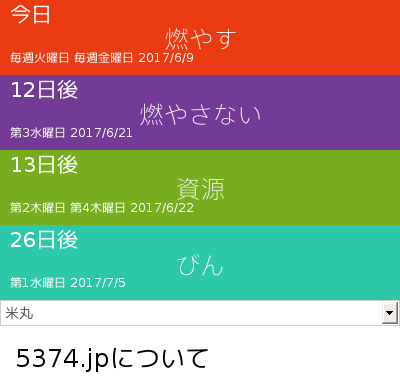 今日
燃やす
毎週火曜日 毎週金曜日 2017/6/9
12日後
燃やさない
第3水曜日 2017/6/21
13日後
資源
第2木曜日 第4木曜日 2017/6/22
26日後
びん
第1水曜日 2017/7/5
米丸
5374.jpについて